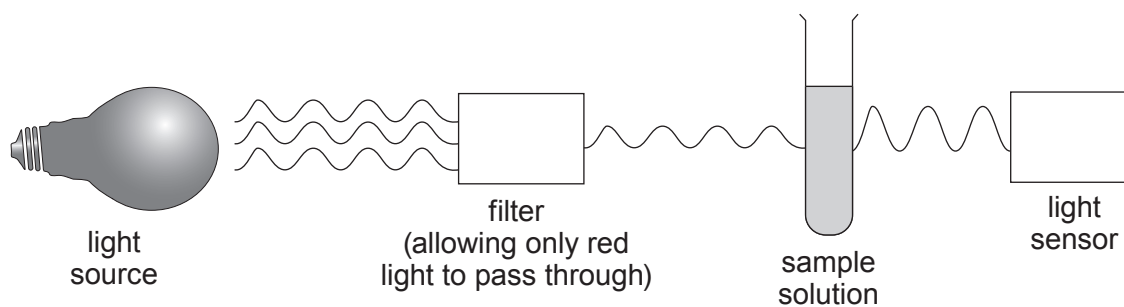 light
source
filter
(allowing only red
light to pass through)
sample
solution
light
sensor